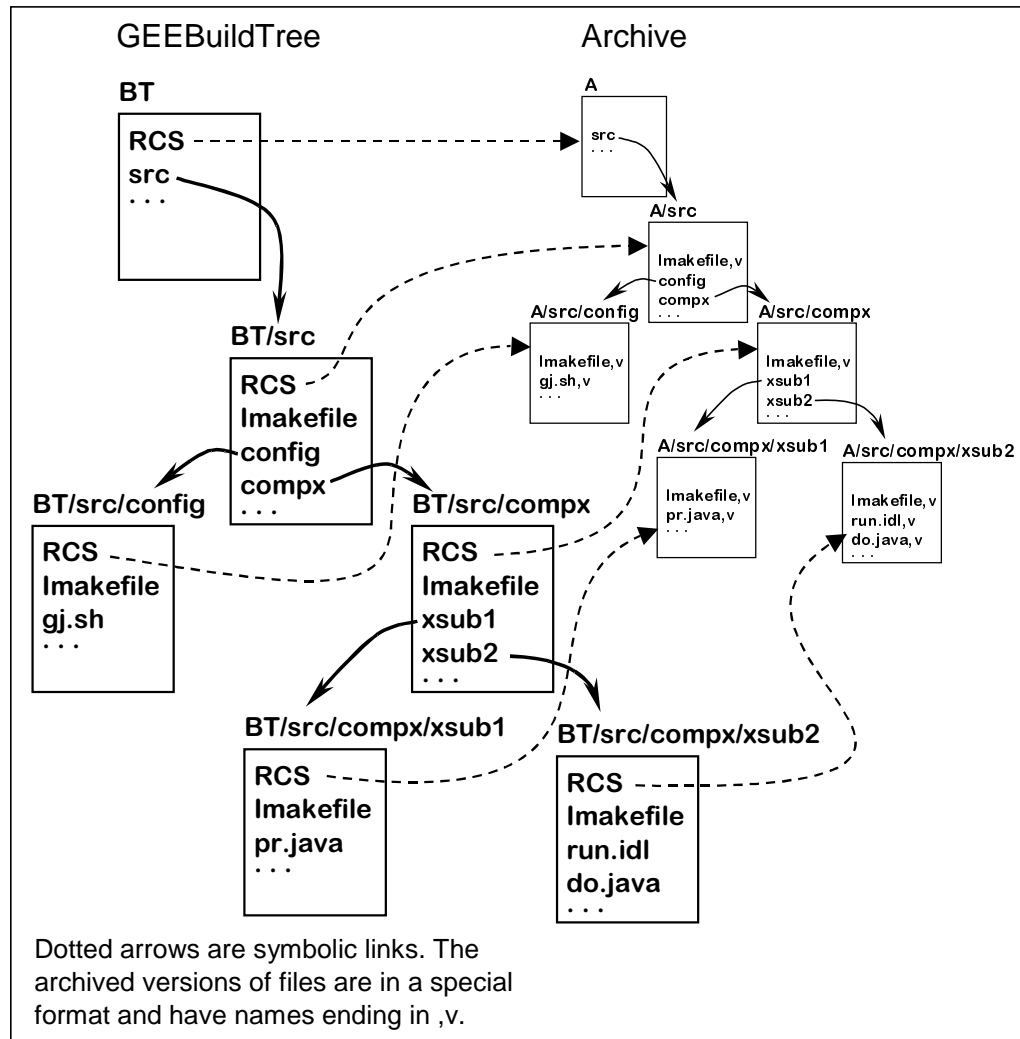 GEEBuildTree
Archive
BT
RCS
src
. . .
A
src
. . .
A/src
Imakefile,v
config
compx
. . .
A/src/config
Imakefile,v
gj.sh,v
. . .
A/src/compx
Imakefile,v
xsub1
xsub2
. . .
BT/src
RCS
Imakefile
config
compx
. . .
A/src/compx/xsub1
Imakefile,v
pr.java,v
. . .
A/src/compx/xsub2
Imakefile,v
run.idl,v
do.java,v
. . .
BT/src/config
RCS
Imakefile
gj.sh
. . .
BT/src/compx
RCS
Imakefile
xsub1
xsub2
. . .
BT/src/compx/xsub1
RCS
Imakefile
pr.java
. . .
BT/src/compx/xsub2
RCS
Imakefile
run.idl
do.java
. . .
Dotted arrows are symbolic links. The
archived versions of files are in a special
format and have names ending in ,v.